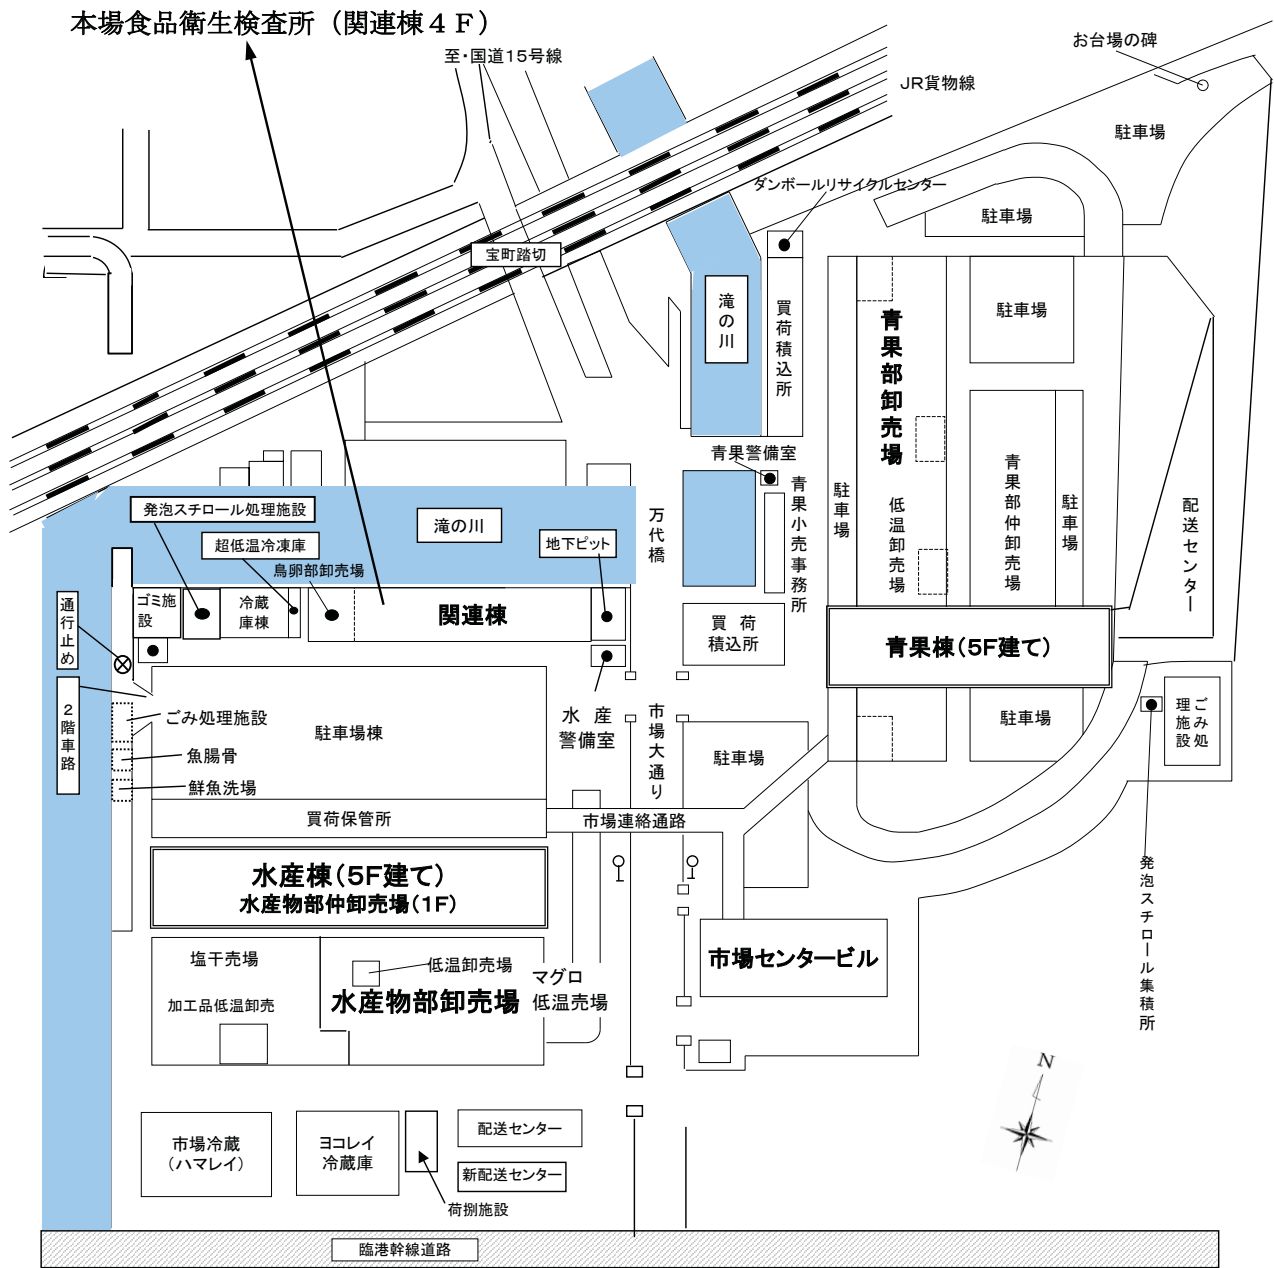 本場食品衛生検査所（関連棟４Ｆ）
至・国道15号線
お台場の碑
JR貨物線
駐車場
ダンボールリサイクルセンター
駐車場
宝町踏切
滝の川
買荷積込所
青果部卸売場
駐車場
青果警備室
発泡スチロール処理施設
滝の川
超低温冷凍庫
地下ピット
鳥卵部卸売場
万代橋
青果小売事務所
駐車場
低温卸売場
青果部仲卸売場
駐車場
配送センター
通行止め
ゴミ施
設
冷蔵
庫棟
関連棟
買 荷
積込所
青果棟(5F建て)
２階車路
ごみ処理施設
魚腸骨
鮮魚洗場
駐車場棟
水 産
警備室
市場大通り
駐車場
駐車場
ごみ処
理施設
買荷保管所
市場連絡通路
水産棟(5F建て)
水産物部仲卸売場(1F)
発泡スチロール集積所
塩干売場
低温卸売場
マグロ
低温売場
加工品低温卸売
水産物部卸売場
市場センタービル
N
市場冷蔵
(ハマレイ)
ヨコレイ
冷蔵庫
配送センター
新配送センター
荷捌施設
臨港幹線道路